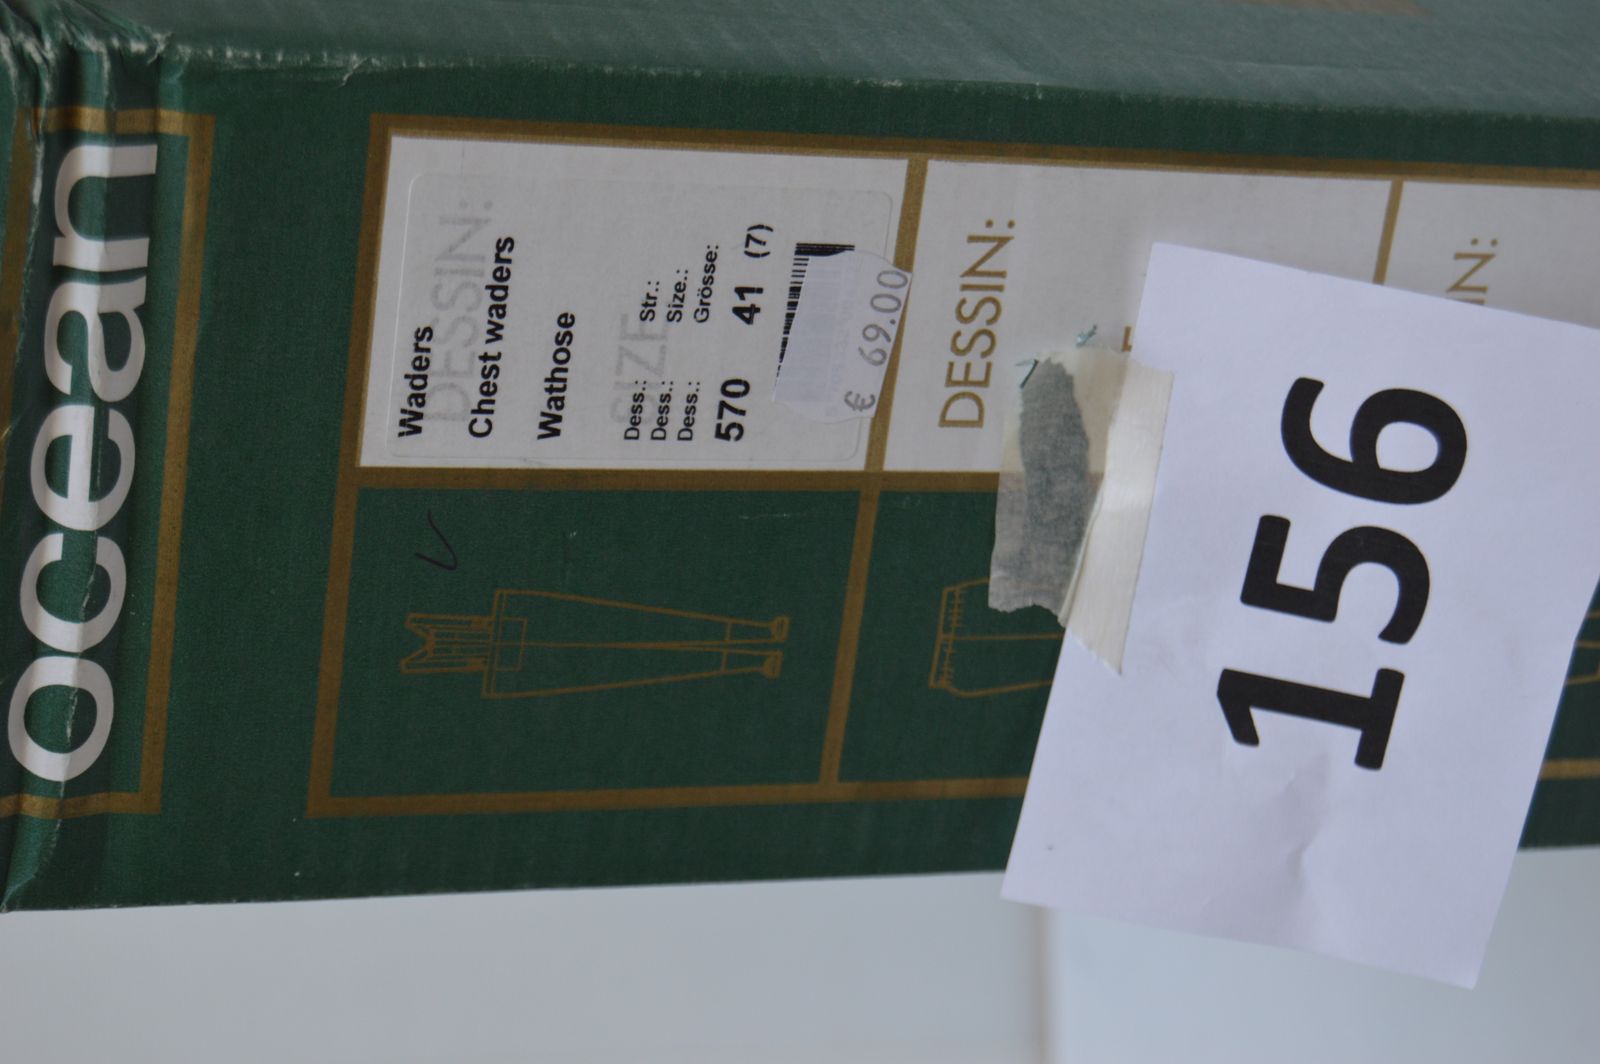 ocean
DESSIN:
Waders
Chest waders
Wathose
SIZE
Dess.: Str.:
Dess.: Size.:
Dess.: Grösse:
570 41 (7)
€ 69.00
DESSIN:
IN:
156